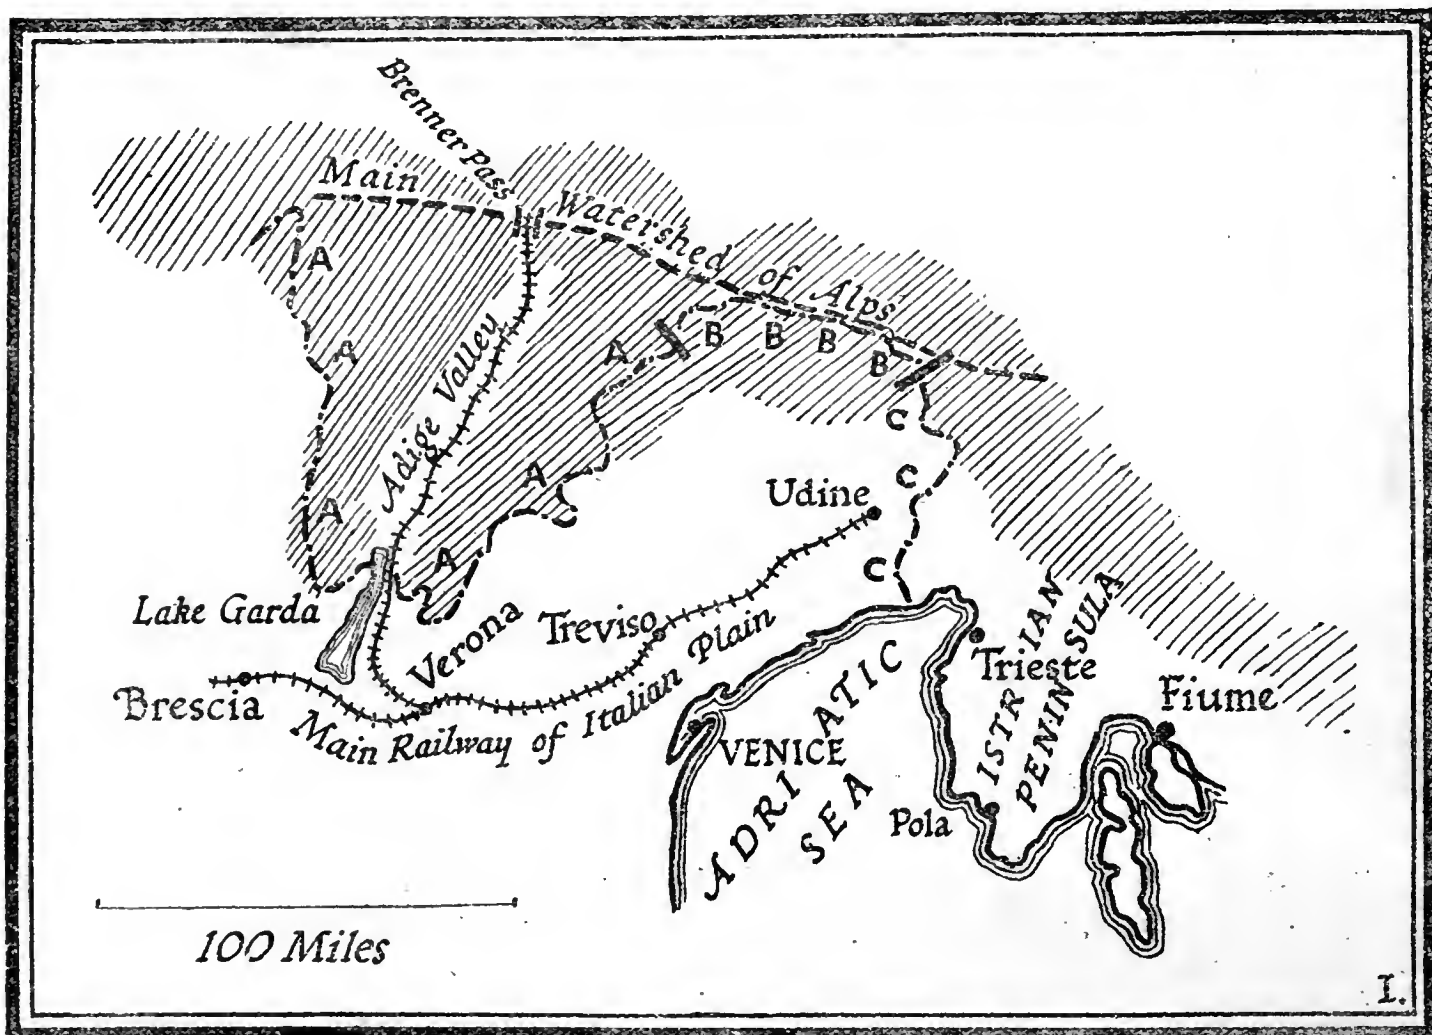 Brenner Pass
Main Watershed of Alps
A
A
A
A
A
A
B
B
B
B
C
C
C
Adige Valley
Udine
Lake Garda
Verona
Treviso
Brescia
Main Railway of Italian Plain
VENICE
ADRIATIC
SEA
Trieste
ISTRIAN
PENINSULA
Fiume
Pola
100 Miles
I.